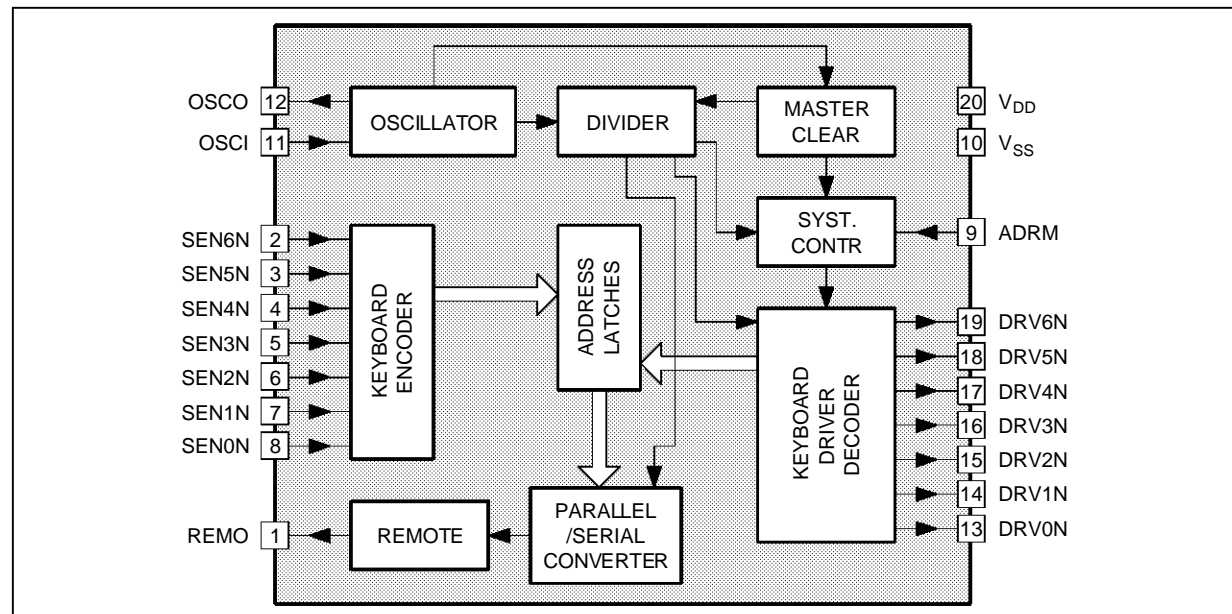 OSCO 12
OSCI 11
OSCILLATOR
DIVIDER
MASTER
CLEAR
20 VDD
10 VSS
SYST.
CONTR
9 ADRM
SEN6N 2
SEN5N 3
SEN4N 4
SEN3N 5
SEN2N 6
SEN1N 7
SEN0N 8
KEYBOARD
ENCODER
ADDRESS
LATCHES
KEYBOARD
DRIVER
DECODER
19 DRV6N
18 DRV5N
17 DRV4N
16 DRV3N
15 DRV2N
14 DRV1N
13 DRV0N
REMO 1
REMOTE
PARALLEL
/SERIAL
CONVERTER